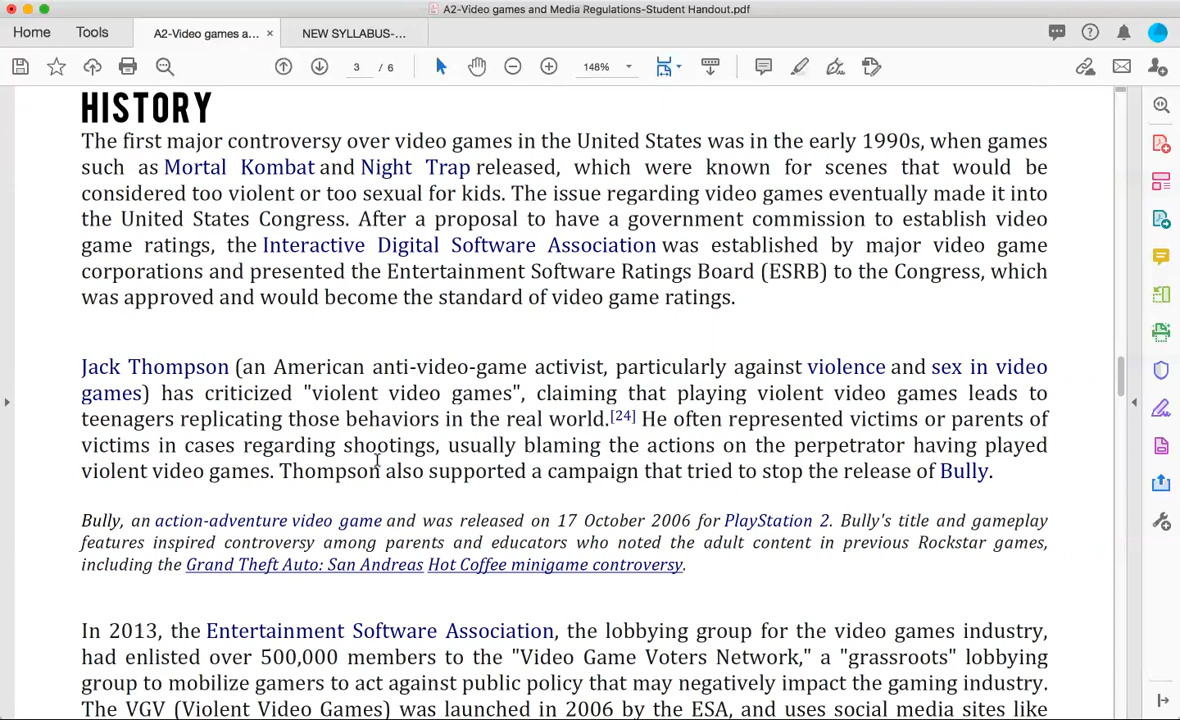 A2-Video games and Media Regulations-Student Handout.pdf
Home
Tools
A2-Video games a...
×
NEW SYLLABUS-...
3 / 6
148%
HISTORY
The first major controversy over video games in the United States was in the early 1990s, when games
such as Mortal Kombat and Night Trap released, which were known for scenes that would be
considered too violent or too sexual for kids. The issue regarding video games eventually made it into
the United States Congress. After a proposal to have a government commission to establish video
game ratings, the Interactive Digital Software Association was established by major video game
corporations and presented the Entertainment Software Ratings Board (ESRB) to the Congress, which
was approved and would become the standard of video game ratings.
Jack Thompson (an American anti-video-game activist, particularly against violence and sex in video
games) has criticized "violent video games", claiming that playing violent video games leads to
teenagers replicating those behaviors in the real world.[24] He often represented victims or parents of
victims in cases regarding shootings, usually blaming the actions on the perpetrator having played
violent video games. Thompson also supported a campaign that tried to stop the release of Bully.
Bully, an action-adventure video game and was released on 17 October 2006 for PlayStation 2. Bully's title and gameplay
features inspired controversy among parents and educators who noted the adult content in previous Rockstar games,
including the Grand Theft Auto: San Andreas Hot Coffee minigame controversy.
In 2013, the Entertainment Software Association, the lobbying group for the video games industry,
had enlisted over 500,000 members to the "Video Game Voters Network," a "grassroots" lobbying
group to mobilize gamers to act against public policy that may negatively impact the gaming industry.
The VGV (Violent Video Games) was launched in 2006 by the ESA, and uses social media sites like